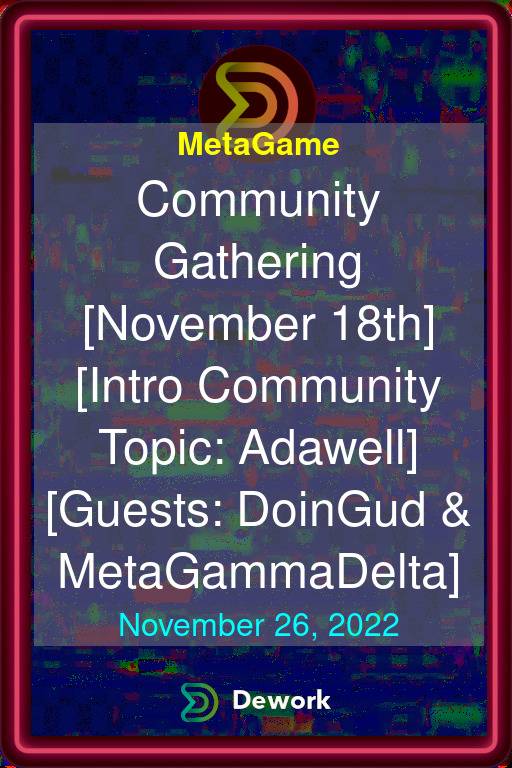 MetaGame
Community
Gathering
[November 18th]
[Intro Community
Topic: Adawell]
[Guests: DoinGud &
MetaGammaDelta]
November 26, 2022
Dework